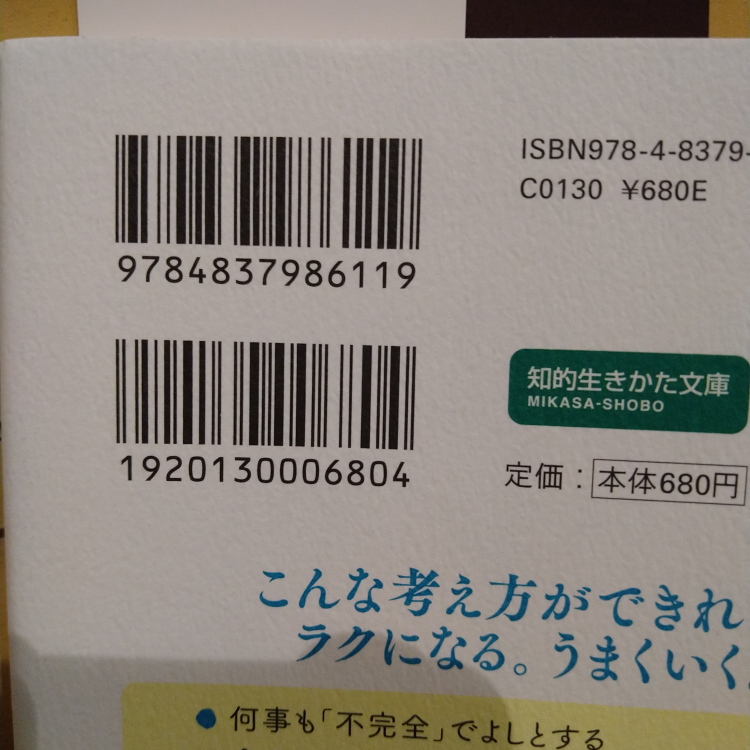 ISBN978-4-8379-
C0130 ¥680E
9784837986119
知的生きかた文庫
MIKASA-SHOBO
1920130006804
定価：本体680円
こんな考え方ができれ
ラクになる。うまくいく
●何事も「不完全」でよしとする